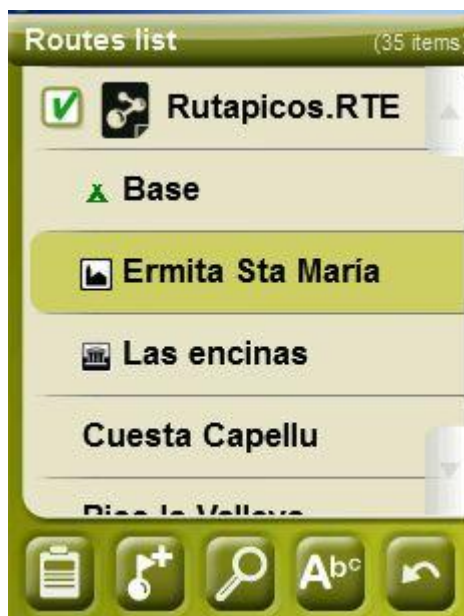 Routes list (35 items)
Rutapicos.RTE
Base
Ermita Sta María
Las encinas
Cuesta Capellu
Abc